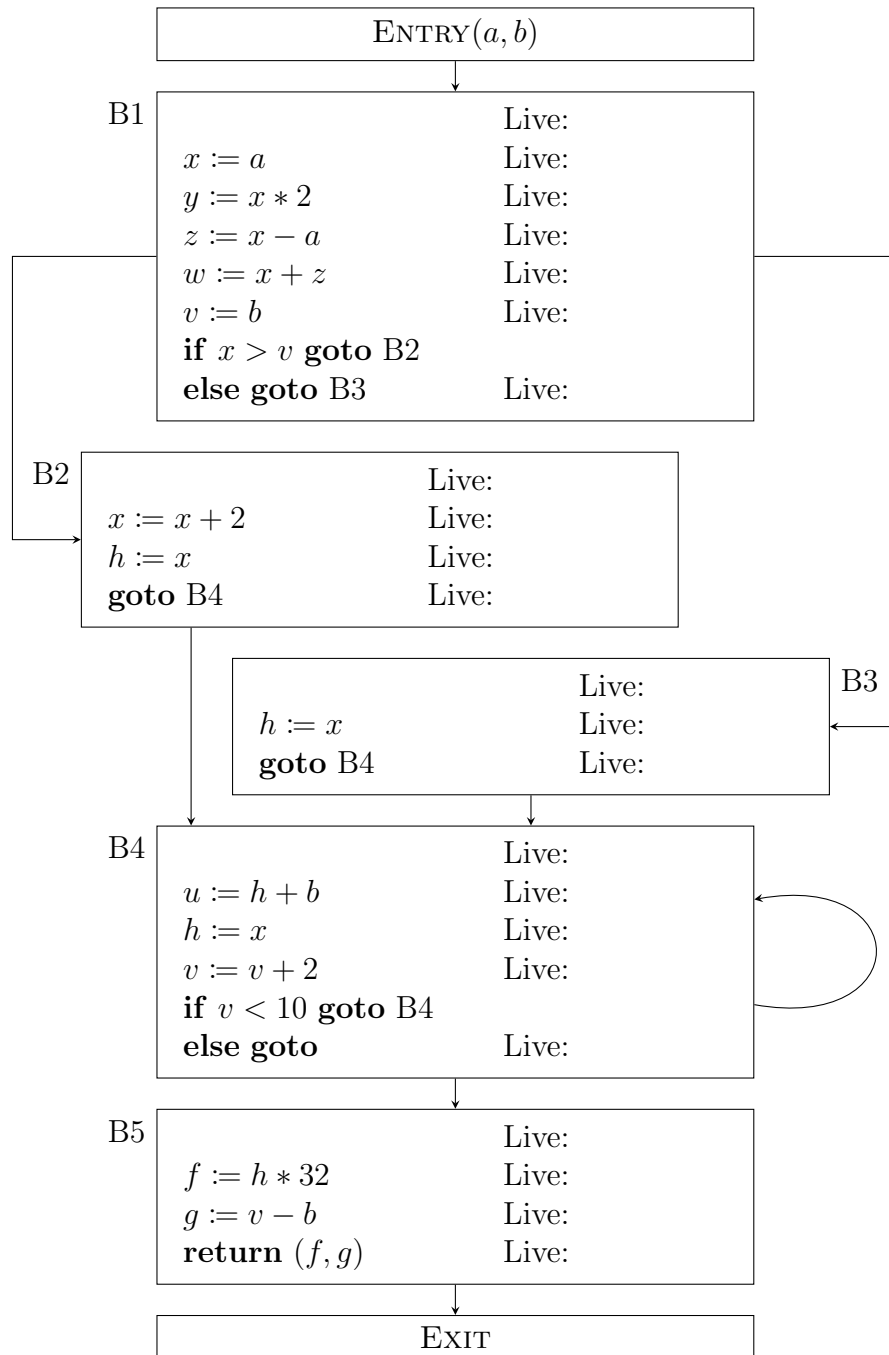 ENTRY(a, b)
B1
Live:
x := a Live:
y := x ∗ 2 Live:
z := x − a Live:
w := x + z Live:
v := b Live:
if x > v goto B2
else goto B3 Live:
B2
Live:
x := x + 2 Live:
h := x Live:
goto B4 Live:
B3
Live:
h := x Live:
goto B4 Live:
B4
Live:
u := h + b Live:
h := x Live:
v := v + 2 Live:
if v < 10 goto B4
else goto Live:
B5
Live:
f := h ∗ 32 Live:
g := v − b Live:
return (f, g) Live:
EXIT